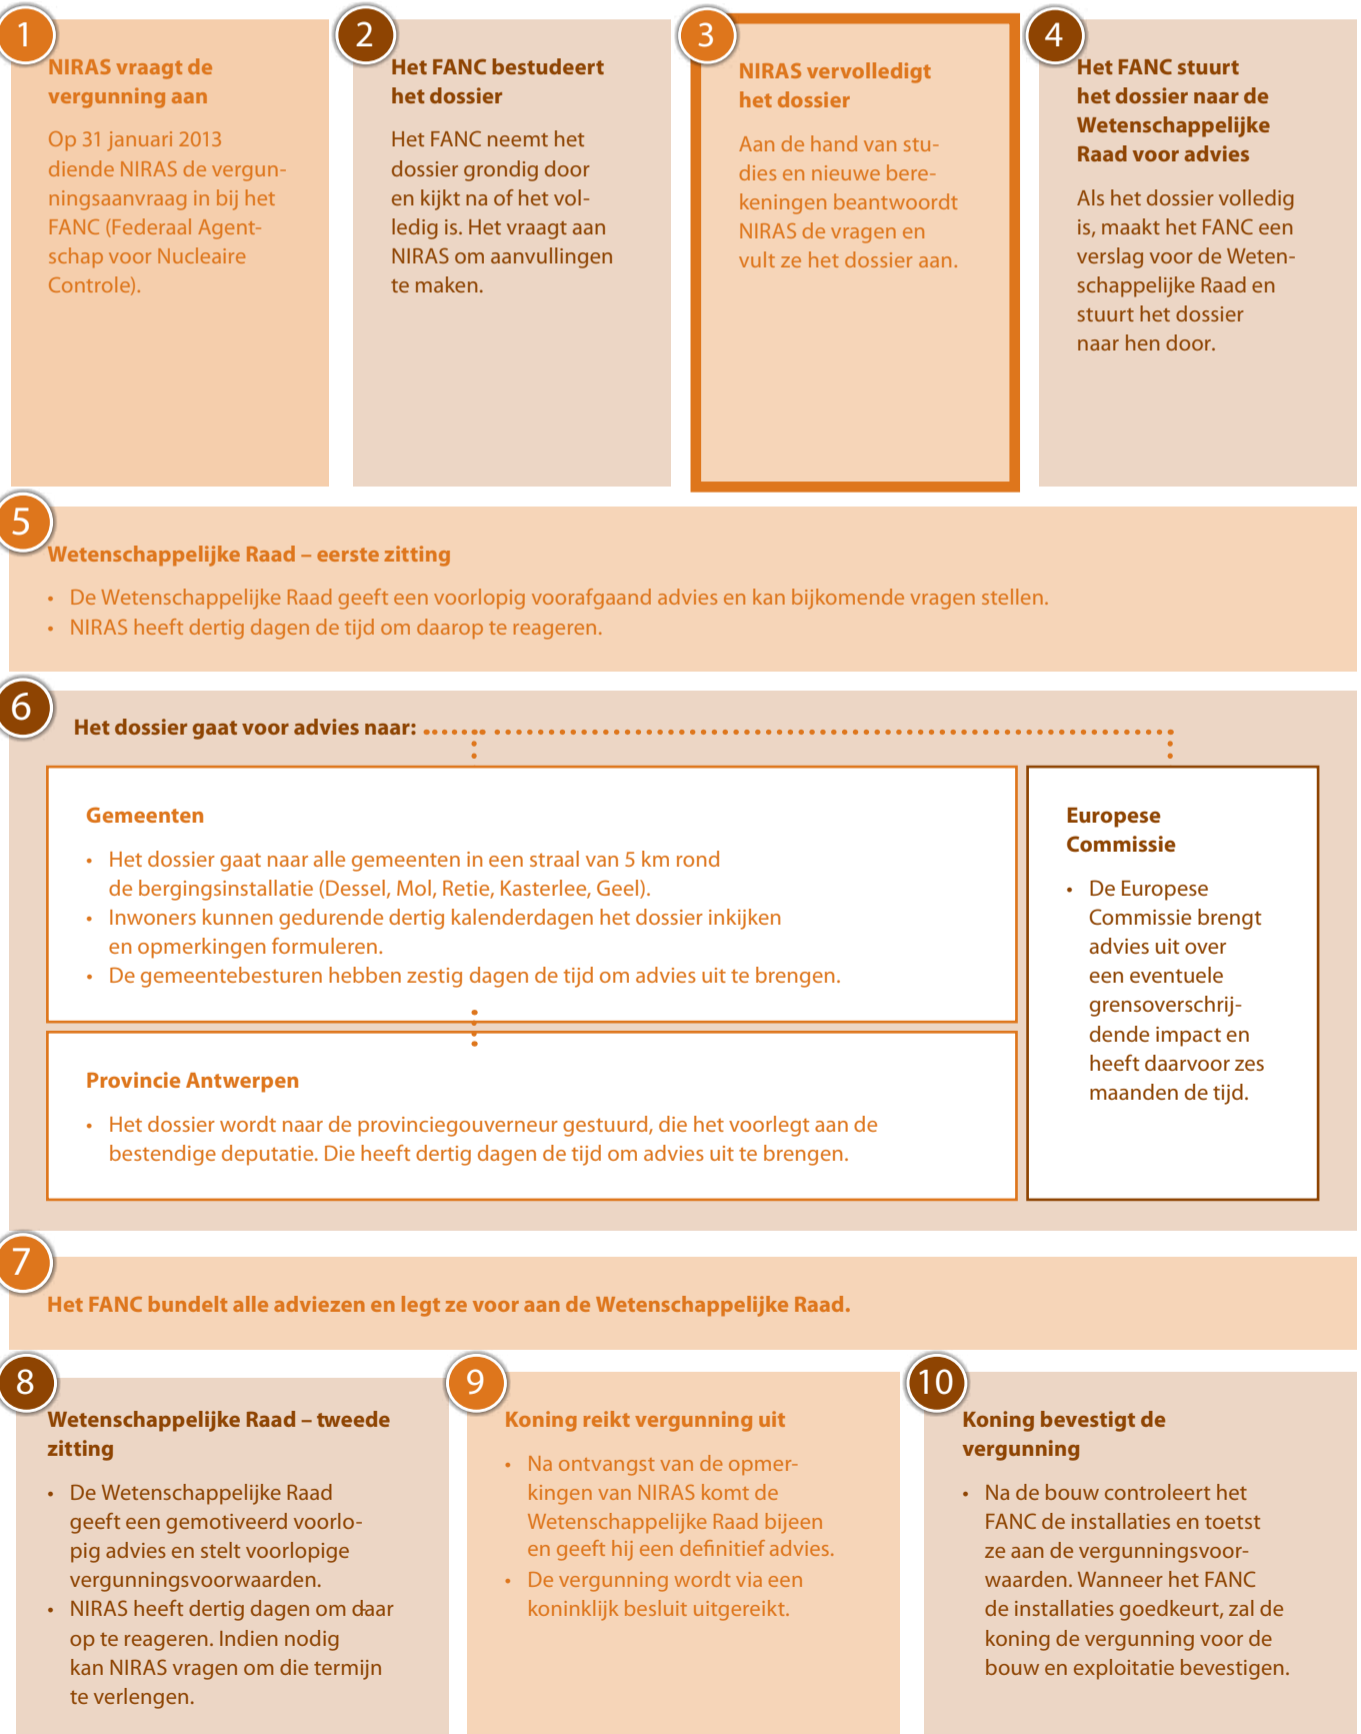 1
NIRAS vraagt de
vergunning aan
Op 31 januari 2013
diende NIRAS de vergun-
ningsaanvraag in bij het
FANC (Federaal Agent-
schap voor Nucleaire
Controle).
2
Het FANC bestudeert
het dossier
Het FANC neemt het
dossier grondig door
en kijkt na of het vol-
ledig is. Het vraagt aan
NIRAS om aanvullingen
te maken.
3
NIRAS vervolledigt
het dossier
Aan de hand van stu-
dies en nieuwe bere-
keningen beantwoordt
NIRAS de vragen en
vult ze het dossier aan.
4
Het FANC stuurt
het dossier naar de
Wetenschappelijke
Raad voor advies
Als het dossier volledig
is, maakt het FANC een
verslag voor de Weten-
schappelijke Raad en
stuurt het dossier
naar hen door.
5
Wetenschappelijke Raad – eerste zitting
• De Wetenschappelijke Raad geeft een voorlopig voorafgaand advies en kan bijkomende vragen stellen.
• NIRAS heeft dertig dagen de tijd om daarop te reageren.
6
Het dossier gaat voor advies naar:
Gemeenten
• Het dossier gaat naar alle gemeenten in een straal van 5 km rond
de bergingsinstallatie (Dessel, Mol, Retie, Kasterlee, Geel).
• Inwoners kunnen gedurende dertig kalenderdagen het dossier inkijken
en opmerkingen formuleren.
• De gemeentebesturen hebben zestig dagen de tijd om advies uit te brengen.
Provincie Antwerpen
• Het dossier wordt naar de provinciegouverneur gestuurd, die het voorlegt aan de
bestendige deputatie. Die heeft dertig dagen de tijd om advies uit te brengen.
Europese
Commissie
• De Europese
Commissie brengt
advies uit over
een eventuele
grensoverschrij-
dende impact en
heeft daarvoor zes
maanden de tijd.
7
Het FANC bundelt alle adviezen en legt ze voor aan de Wetenschappelijke Raad.
8
Wetenschappelijke Raad – tweede
zitting
• De Wetenschappelijke Raad
geeft een gemotiveerd voorlo-
pig advies en stelt voorlopige
vergunningsvoorwaarden.
• NIRAS heeft dertig dagen om daar
op te reageren. Indien nodig
kan NIRAS vragen om die termijn
te verlengen.
9
Koning reikt vergunning uit
• Na ontvangst van de opmer-
kingen van NIRAS komt de
Wetenschappelijke Raad bijeen
en geeft hij een definitief advies.
• De vergunning wordt via een
koninklijk besluit uitgereikt.
10
Koning bevestigt de
vergunning
• Na de bouw controleert het
FANC de installaties en toetst
ze aan de vergunningsvoor-
waarden. Wanneer het FANC
de installaties goedkeurt, zal de
koning de vergunning voor de
bouw en exploitatie bevestigen.